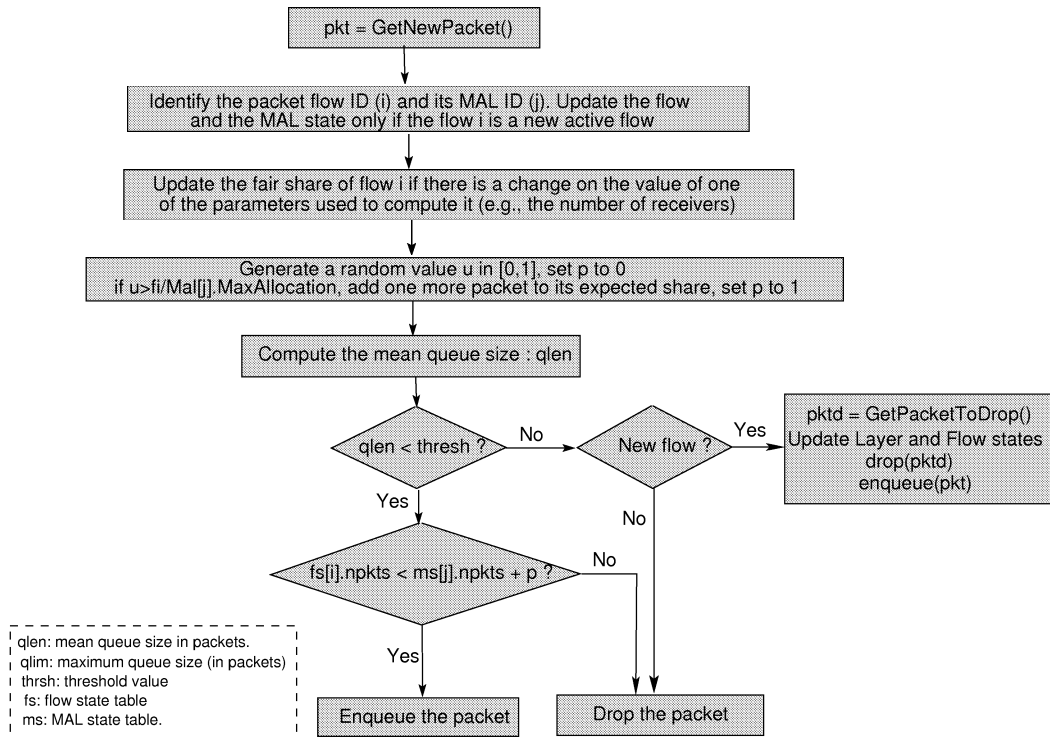 pkt = GetNewPacket()
Identify the packet flow ID (i) and its MAL ID (j). Update the flow
and the MAL state only if the flow i is a new active flow
Update the fair share of flow i if there is a change on the value of one
of the parameters used to compute it (e.g., the number of receivers)
Generate a random value u in [0,1], set p to 0
if u>fi/Mal[j].MaxAllocation, add one more packet to its expected share, set p to 1
Compute the mean queue size : qlen
qlen < thresh ?
No
New flow ?
Yes
pktd = GetPacketToDrop()
Update Layer and Flow states
drop(pktd)
enqueue(pkt)
Yes
No
fs[i].npkts < ms[j].npkts + p ?
No
Yes
Enqueue the packet
Drop the packet
qlen: mean queue size in packets.
qlim: maximum queue size (in packets)
thrsh: threshold value
fs: flow state table
ms: MAL state table.